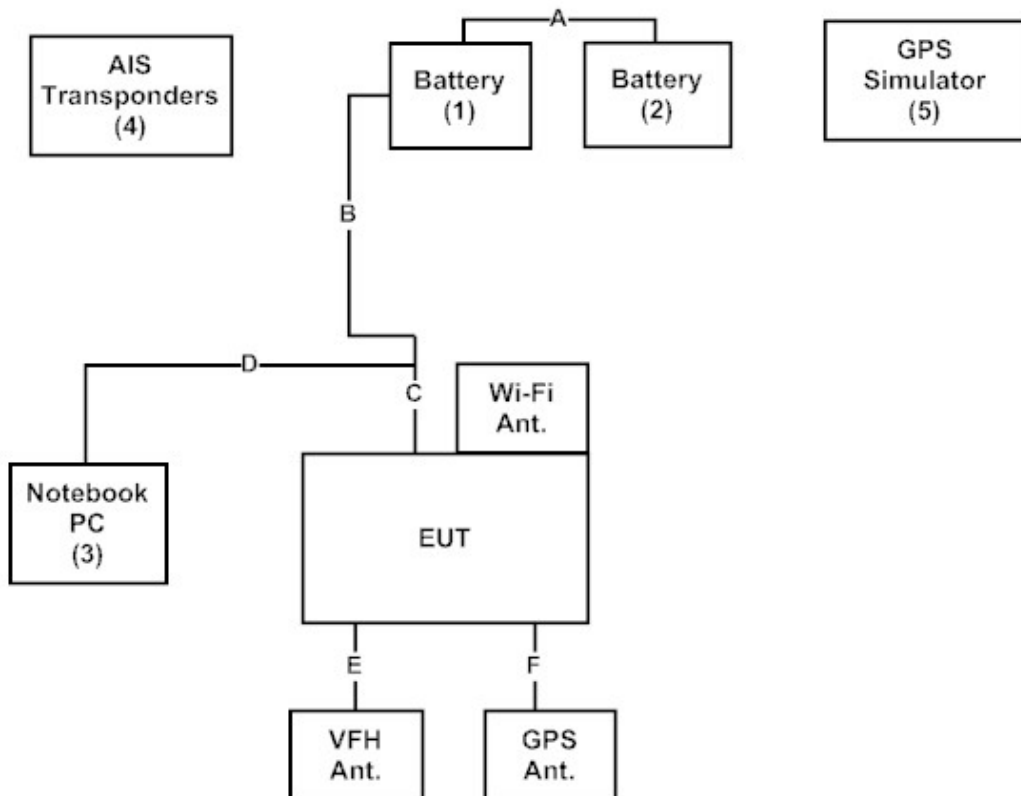 A
AIS
Transponders
(4)
Battery
(1)
Battery
(2)
GPS
Simulator
(5)
B
D
C
Wi-Fi
Ant.
Notebook
PC
(3)
EUT
E
F
VFH
Ant.
GPS
Ant.